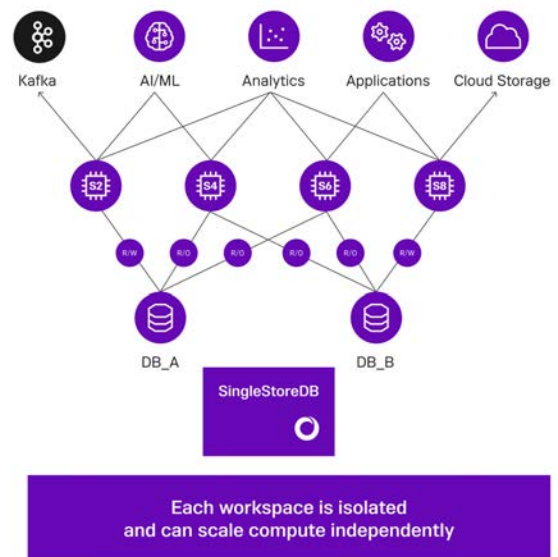 Kafka
AI/ML
Analytics
Applications
Cloud Storage
S2
S4
S6
S8
R/W
R/O
R/O
R/O
R/O
R/W
DB_A
DB_B
SingleStoreDB
Each workspace is isolated
and can scale compute independently